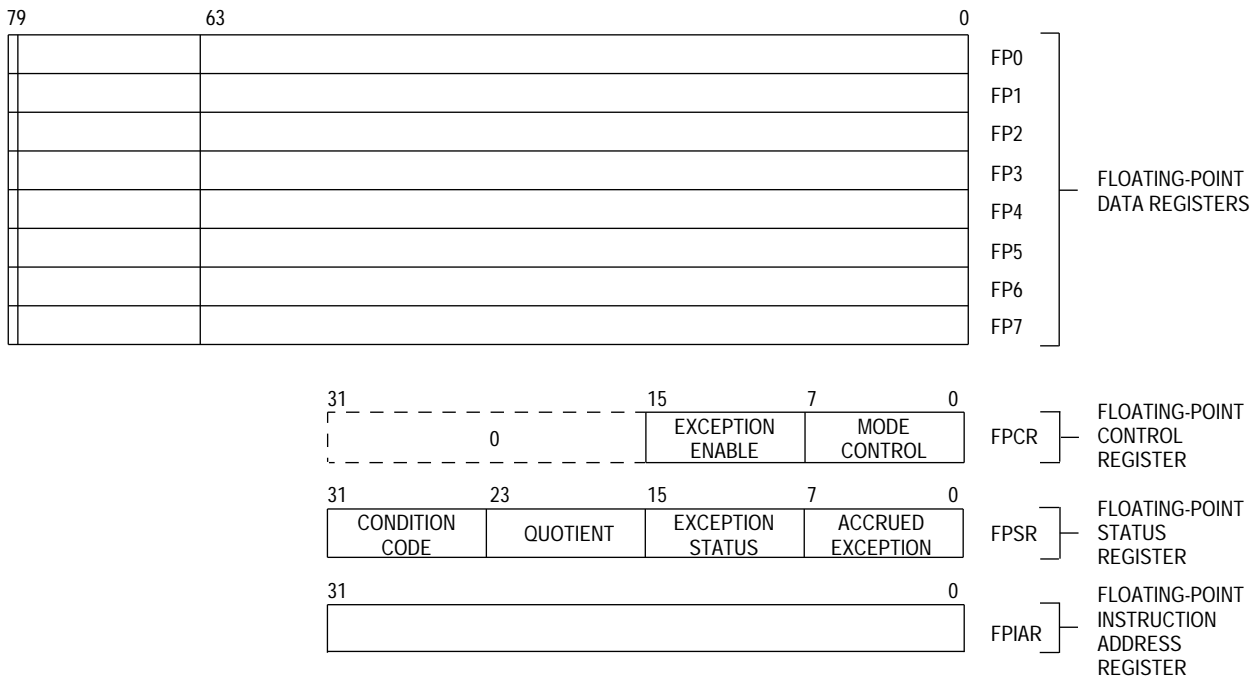 79 63 0
FP0
FP1
FP2
FP3
FP4
FP5
FP6
FP7
FLOATING-POINT
DATA REGISTERS
31 15 7 0
0
EXCEPTION
ENABLE
MODE
CONTROL
FPCR
FLOATING-POINT
CONTROL
REGISTER
31 23 15 7 0
CONDITION
CODE
QUOTIENT
EXCEPTION
STATUS
ACCRUED
EXCEPTION
FPSR
FLOATING-POINT
STATUS
REGISTER
31 0
FPIAR
FLOATING-POINT
INSTRUCTION
ADDRESS
REGISTER